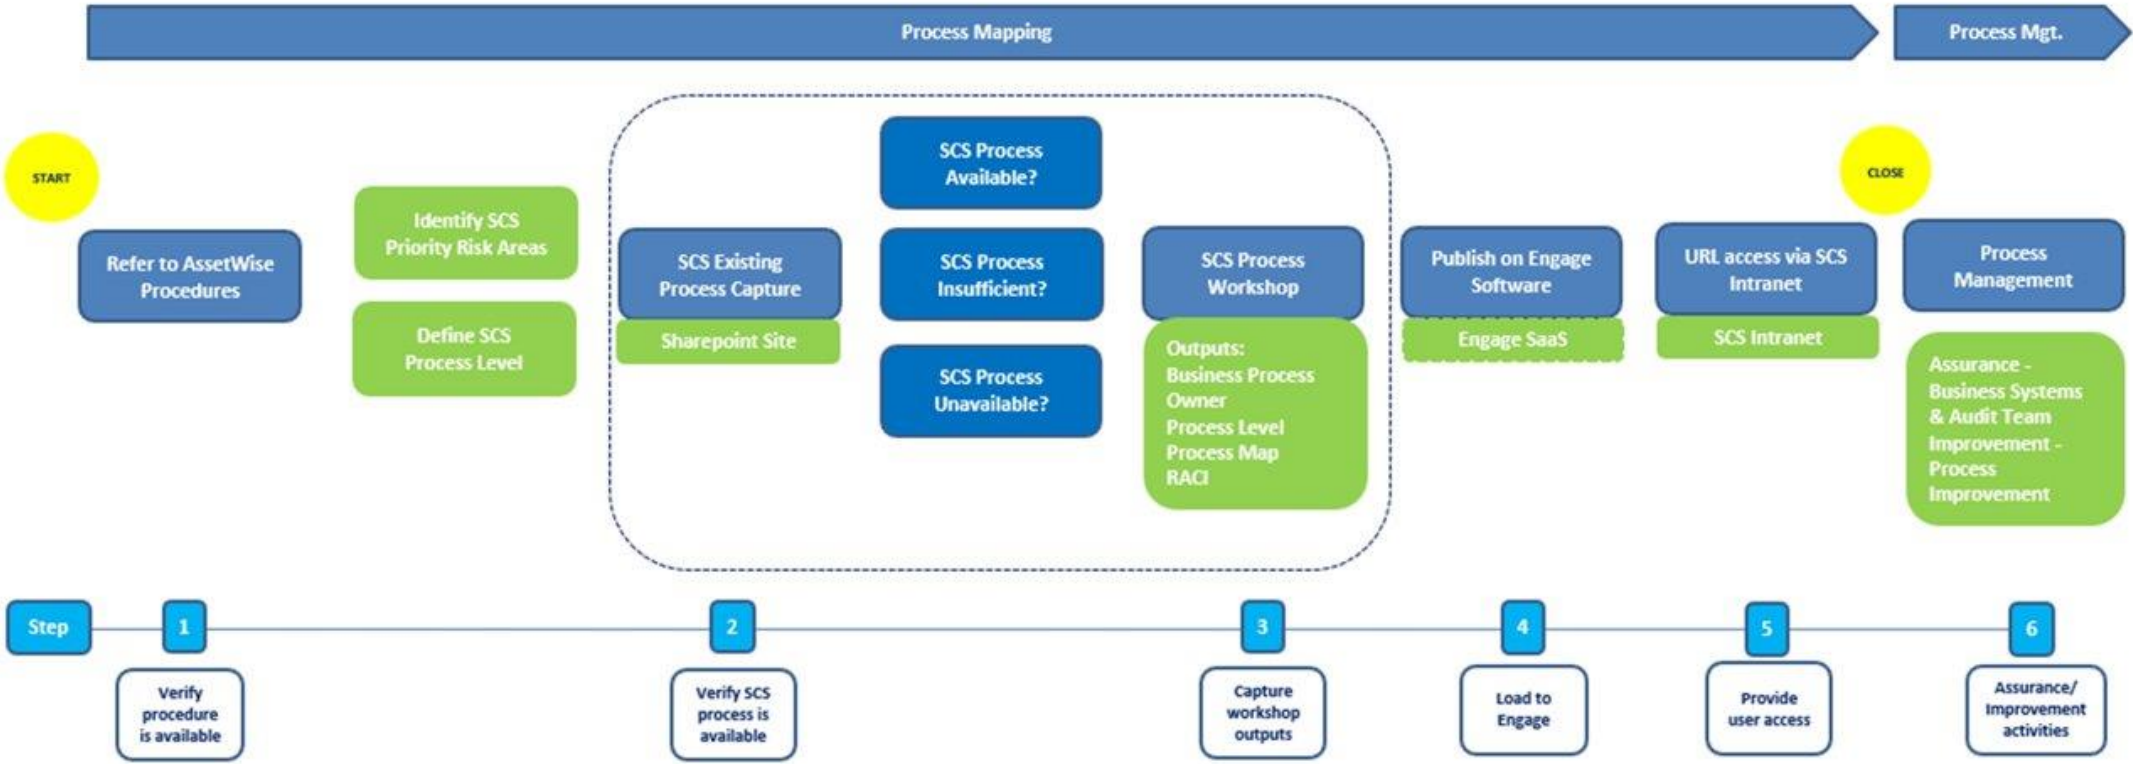 Process Mapping
Process Mgt.
START
CLOSE
Refer to AssetWise
Procedures
Identify SCS
Priority Risk Areas
Define SCS
Process Level
SCS Existing
Process Capture
Sharepoint Site
SCS Process
Available?
SCS Process
Insufficient?
SCS Process
Unavailable?
SCS Process
Workshop
Outputs:
Business Process
Owner
Process Level
Process Map
RACI
Publish on Engage
Software
Engage SaaS
URL access via SCS
Intranet
SCS Intranet
Process
Management
Assurance -
Business Systems
& Audit Team
Improvement -
Process
Improvement
Step
1
2
3
4
5
6
Verify
procedure
is available
Verify SCS
process is
available
Capture
workshop
outputs
Load to
Engage
Provide
user access
Assurance/
Improvement
activities